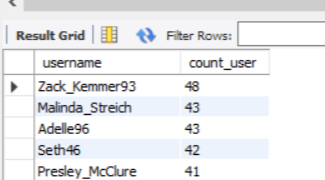 Result Grid Filter Rows:
username count_user
Zack_Kemmer93 48
Malinda_Streich 43
Adelle96 43
Seth46 42
Presley_McClure 41